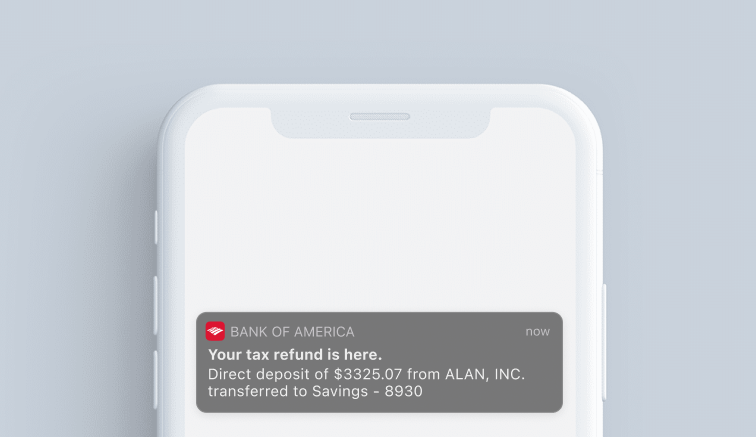 BANK OF AMERICA now
Your tax refund is here.
Direct deposit of $3325.07 from ALAN, INC.
transferred to Savings - 8930